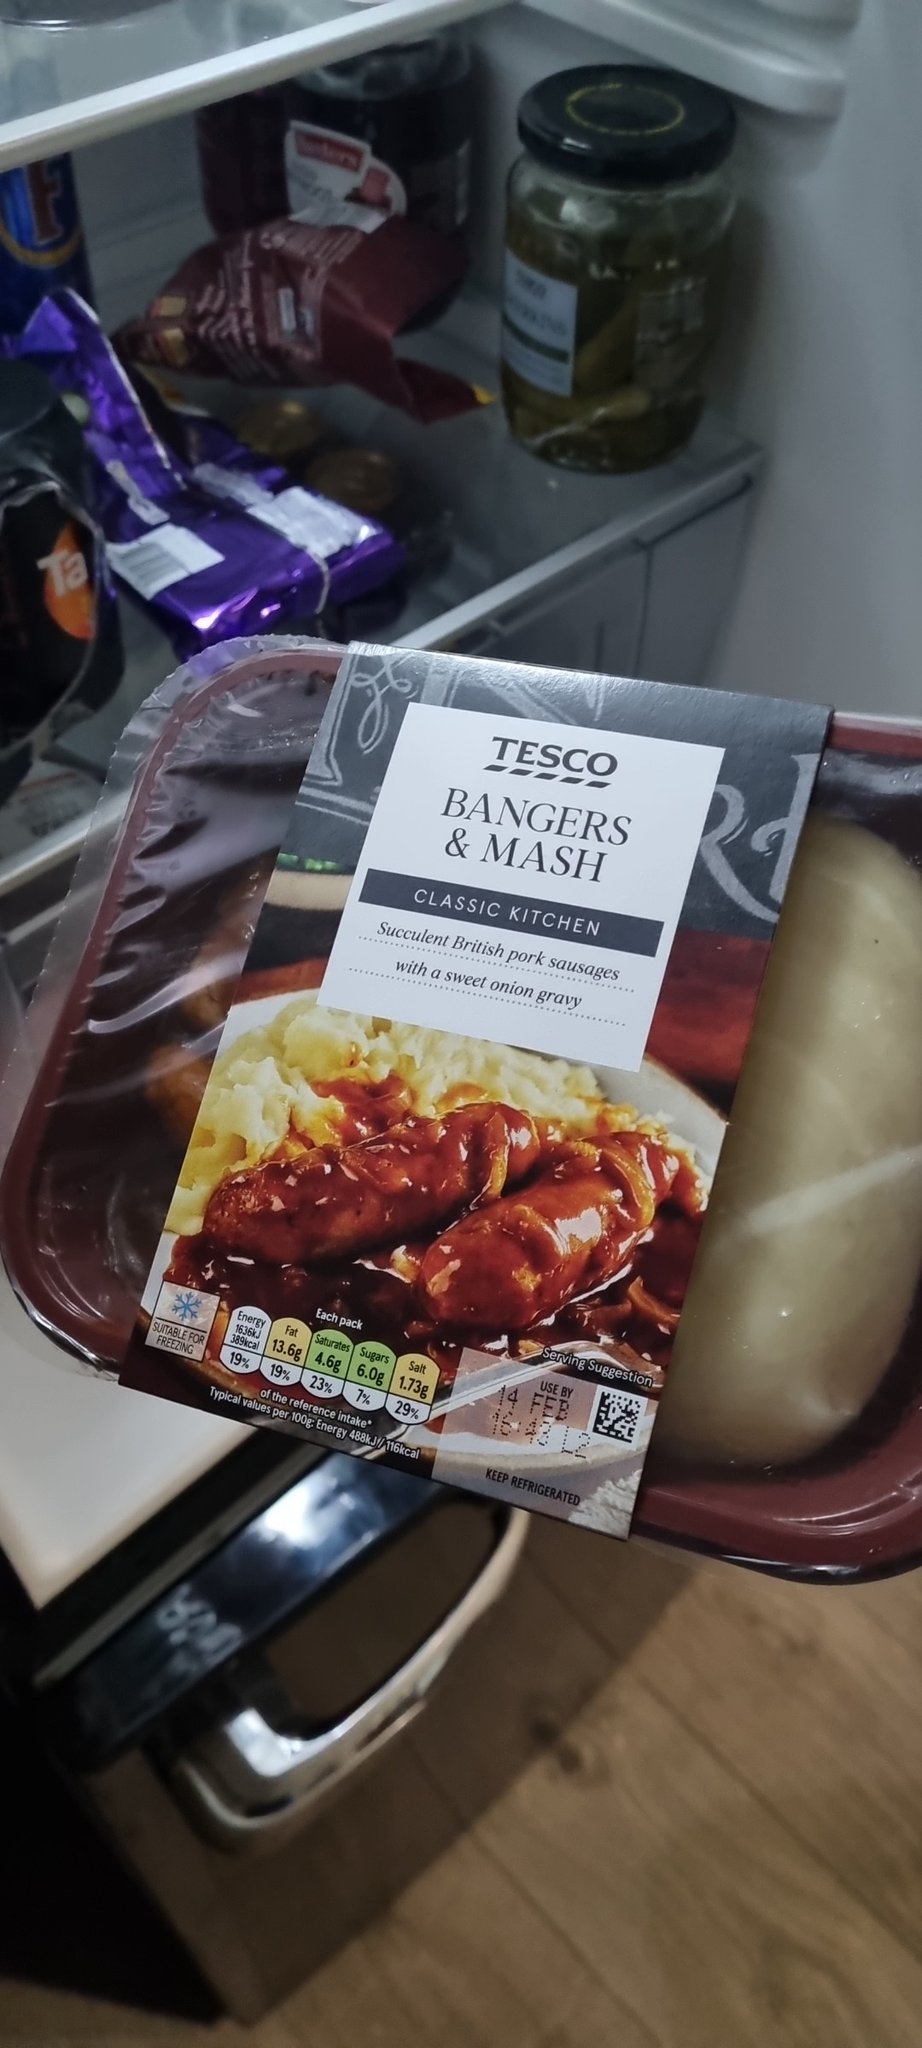 F
Ta
TESCO
BANGERS
& MASH
CLASSIC KITCHEN
Succulent British pork sausages
with a sweet onion gravy
SUITABLE FOR
FREEZING
Each pack
Energy
1636kJ
389kcal
19%
Fat
13.6g
19%
Saturates
4.6g
23%
Sugars
6.0g
7%
Salt
1.73g
29%
of the reference intake*
Typical values per 100g: Energy 488kJ / 116kcal
Serving Suggestion
USE BY
14 FEB
KEEP REFRIGERATED